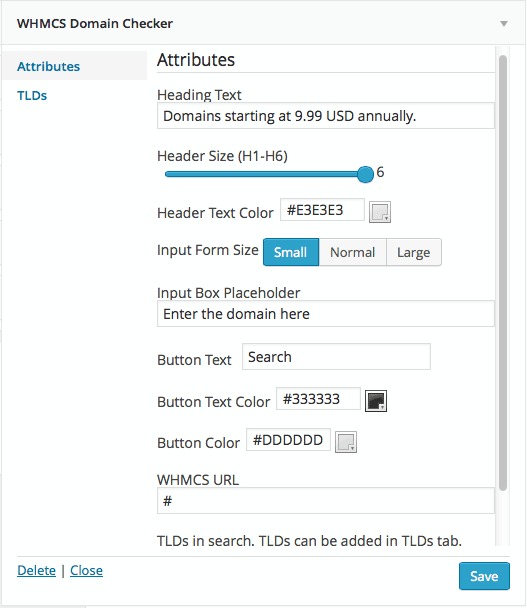 WHMCS Domain Checker
Attributes
TLDs
Attributes
Heading Text
Domains starting at 9.99 USD annually.
Header Size (H1-H6)
6
Header Text Color #E3E3E3
Input Form Size Small Normal Large
Input Box Placeholder
Enter the domain here
Button Text Search
Button Text Color #333333
Button Color #DDDDDD
WHMCS URL
#
TLDs in search. TLDs can be added in TLDs tab.
Delete | Close
Save